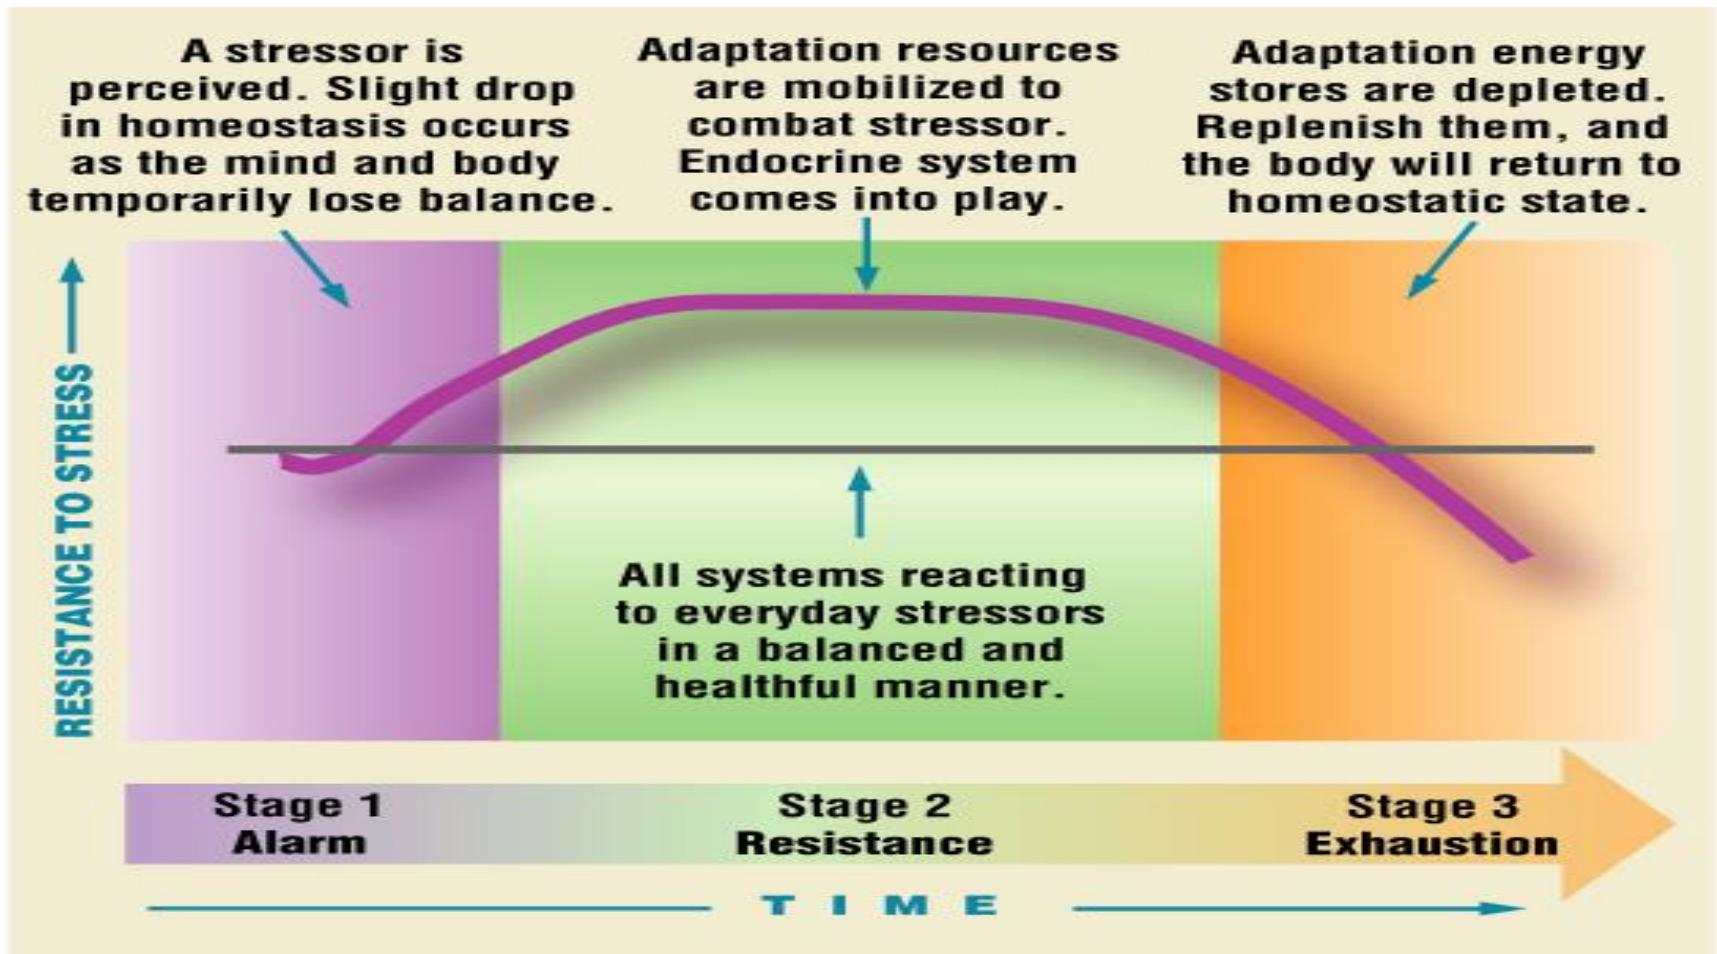 A stressor is
perceived. Slight drop
in homeostasis occurs
as the mind and body
temporarily lose balance.
Adaptation resources
are mobilized to
combat stressor.
Endocrine system
comes into play.
Adaptation energy
stores are depleted.
Replenish them, and
the body will return to
homeostatic state.
RESISTANCE TO STRESS
All systems reacting
to everyday stressors
in a balanced and
healthful manner.
Stage 1
Alarm
Stage 2
Resistance
Stage 3
Exhaustion
TIME